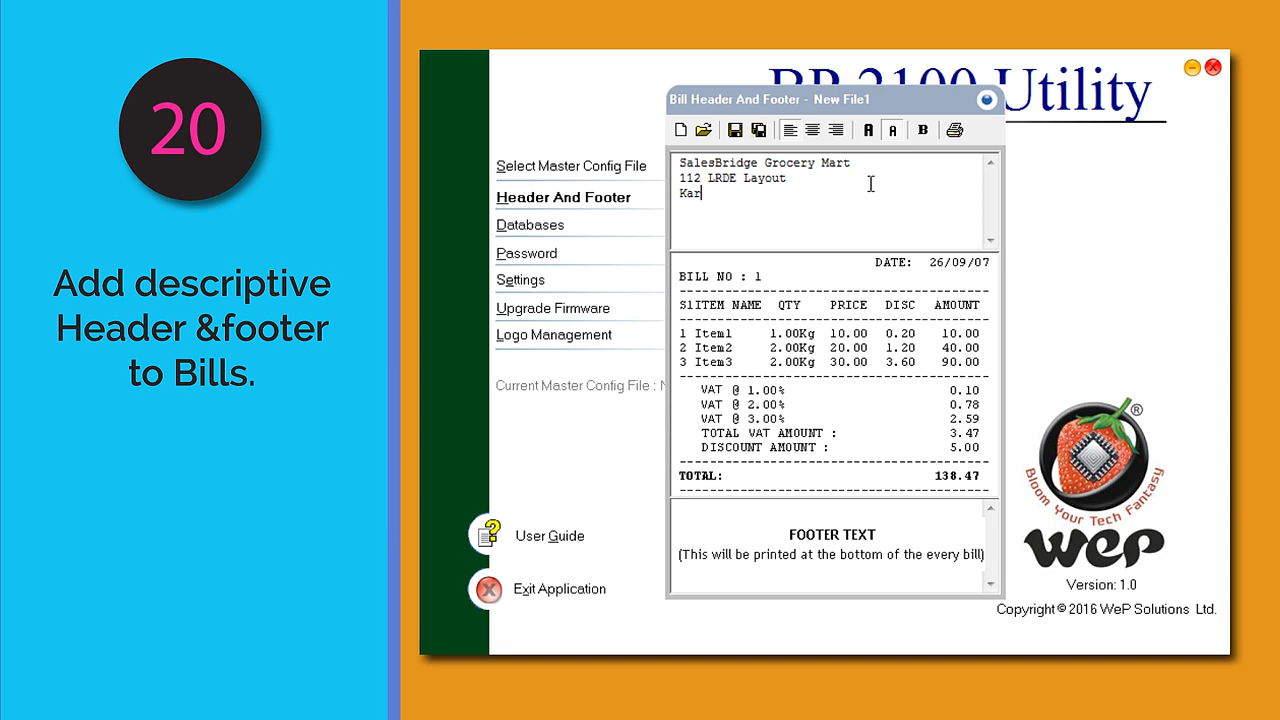 20
Add descriptive
Header &footer
to Bills.
BP 2100 Utility
Bill Header And Footer - New File1
A A B
SalesBridge Grocery Mart
112 LRDE Layout
Kar
Select Master Config File
Header And Footer
Databases
Password
Settings
Upgrade Firmware
Logo Management
Current Master Config File : N
DATE: 26/09/07
BILL NO : 1
SlITEM NAME QTY PRICE DISC AMOUNT
1 Item1 1.00Kg 10.00 0.20 10.00
2 Item2 2.00Kg 20.00 1.20 40.00
3 Item3 2.00Kg 30.00 3.60 90.00
VAT @ 1.00% 0.10
VAT @ 2.00% 0.78
VAT @ 3.00% 2.59
TOTAL VAT AMOUNT : 3.47
DISCOUNT AMOUNT : 5.00
TOTAL: 138.47
FOOTER TEXT
(This will be printed at the bottom of the every bill)
User Guide
Exit Application
®
Bloom Your Tech Fantasy
wep
Version: 1.0
Copyright © 2016 WeP Solutions Ltd.